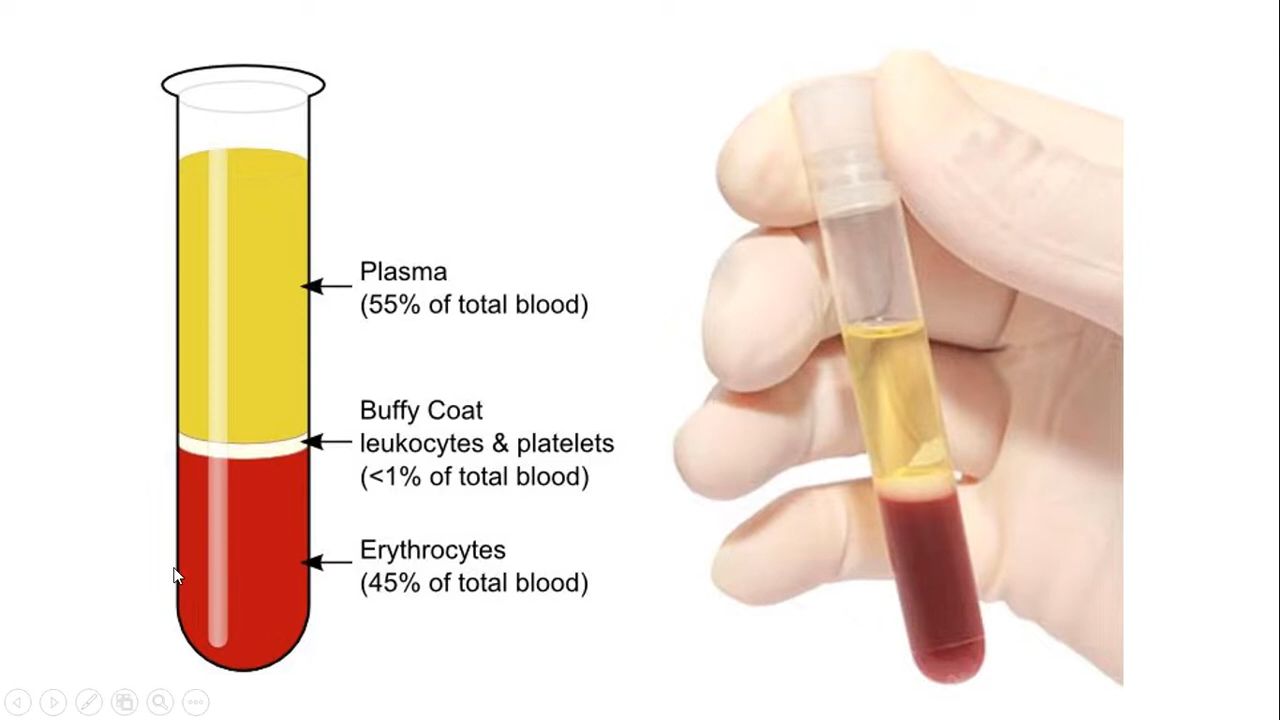 Plasma
(55% of total blood)
Buffy Coat
leukocytes & platelets
(<1% of total blood)
Erythrocytes
(45% of total blood)